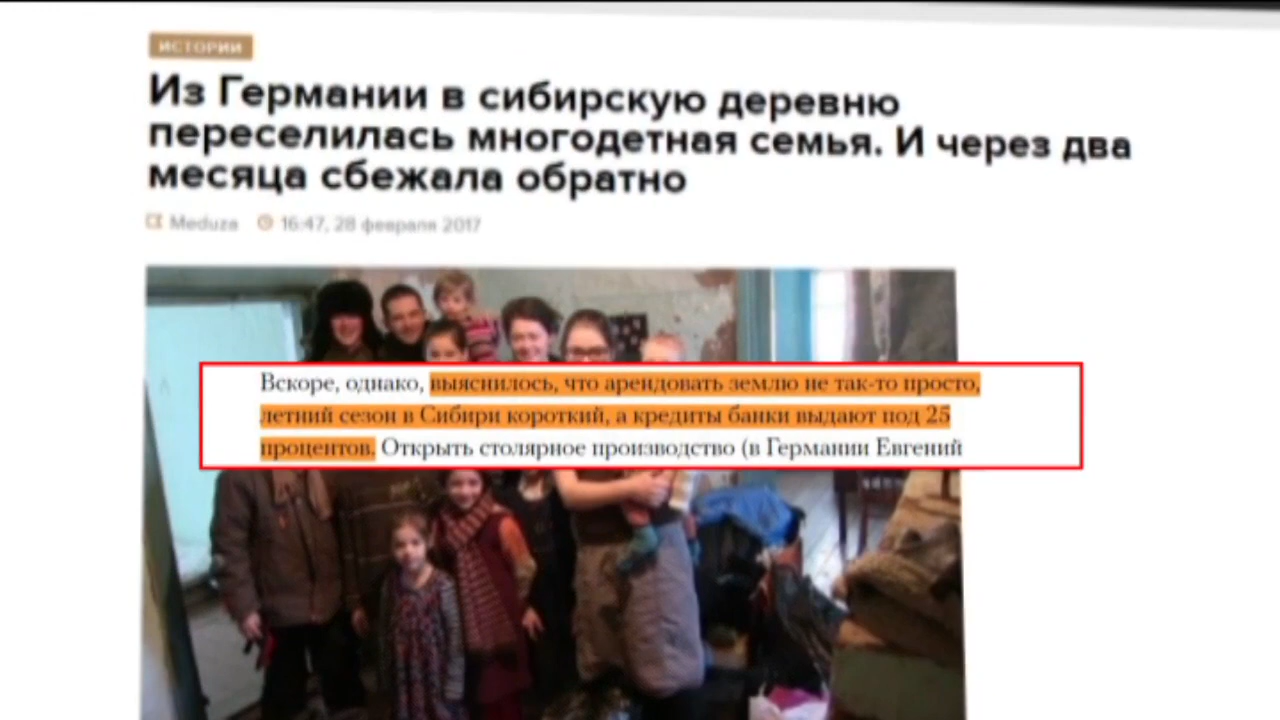 ИСТОРИИ
Из Германии в сибирскую деревню
переселилась многодетная семья. И через два
месяца сбежала обратно
Meduza 16:47, 28 февраля 2017
Вскоре, однако, выяснилось, что арендовать землю не так-то просто,
летний сезон в Сибири короткий, а кредиты банки выдают под 25
процентов. Открыть столярное производство (в Германии Евгений